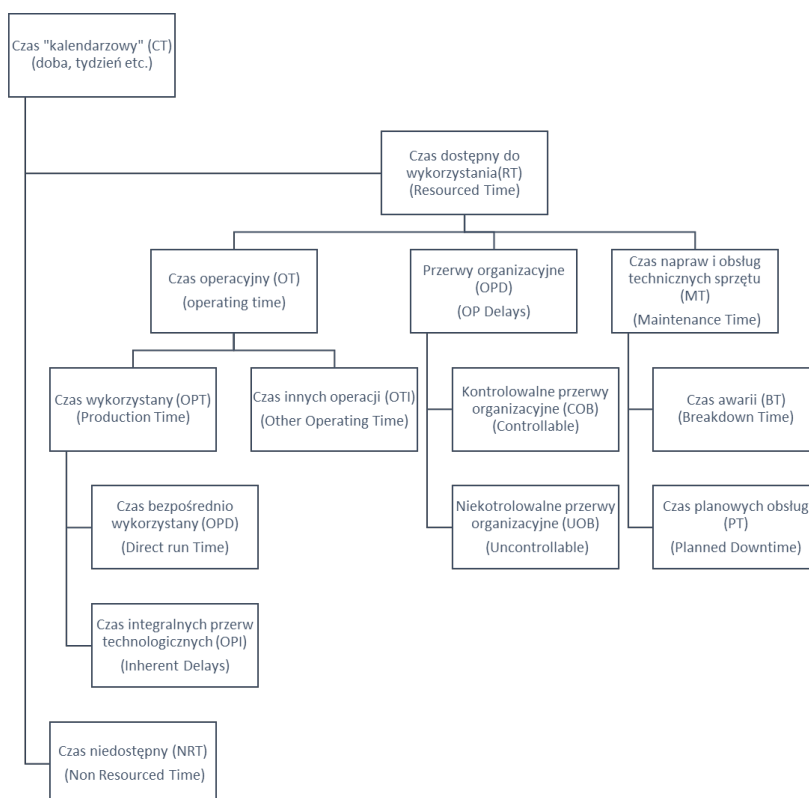 Czas "kalendarzowy" (CT)
(doba, tydzień etc.)
Czas dostępny do
wykorzystania(RT)
(Resourced Time)
Czas operacyjny (OT)
(operating time)
Przerwy organizacyjne
(OPD)
(OP Delays)
Czas napraw i obsług
technicznych sprzętu
(MT)
(Maintenance Time)
Czas wykorzystany (OPT)
(Production Time)
Czas innych operacji (OTI)
(Other Operating Time)
Kontrolowalne przerwy
organizacyjne (COB)
(Controllable)
Czas awarii (BT)
(Breakdown Time)
Czas bezpośrednio
wykorzystany (OPD)
(Direct run Time)
Niekotrolowalne przerwy
organizacyjne (UOB)
(Uncontrollable)
Czas planowych obsług
(PT)
(Planned Downtime)
Czas integralnych przerw
technologicznych (OPI)
(Inherent Delays)
Czas niedostępny (NRT)
(Non Resourced Time)